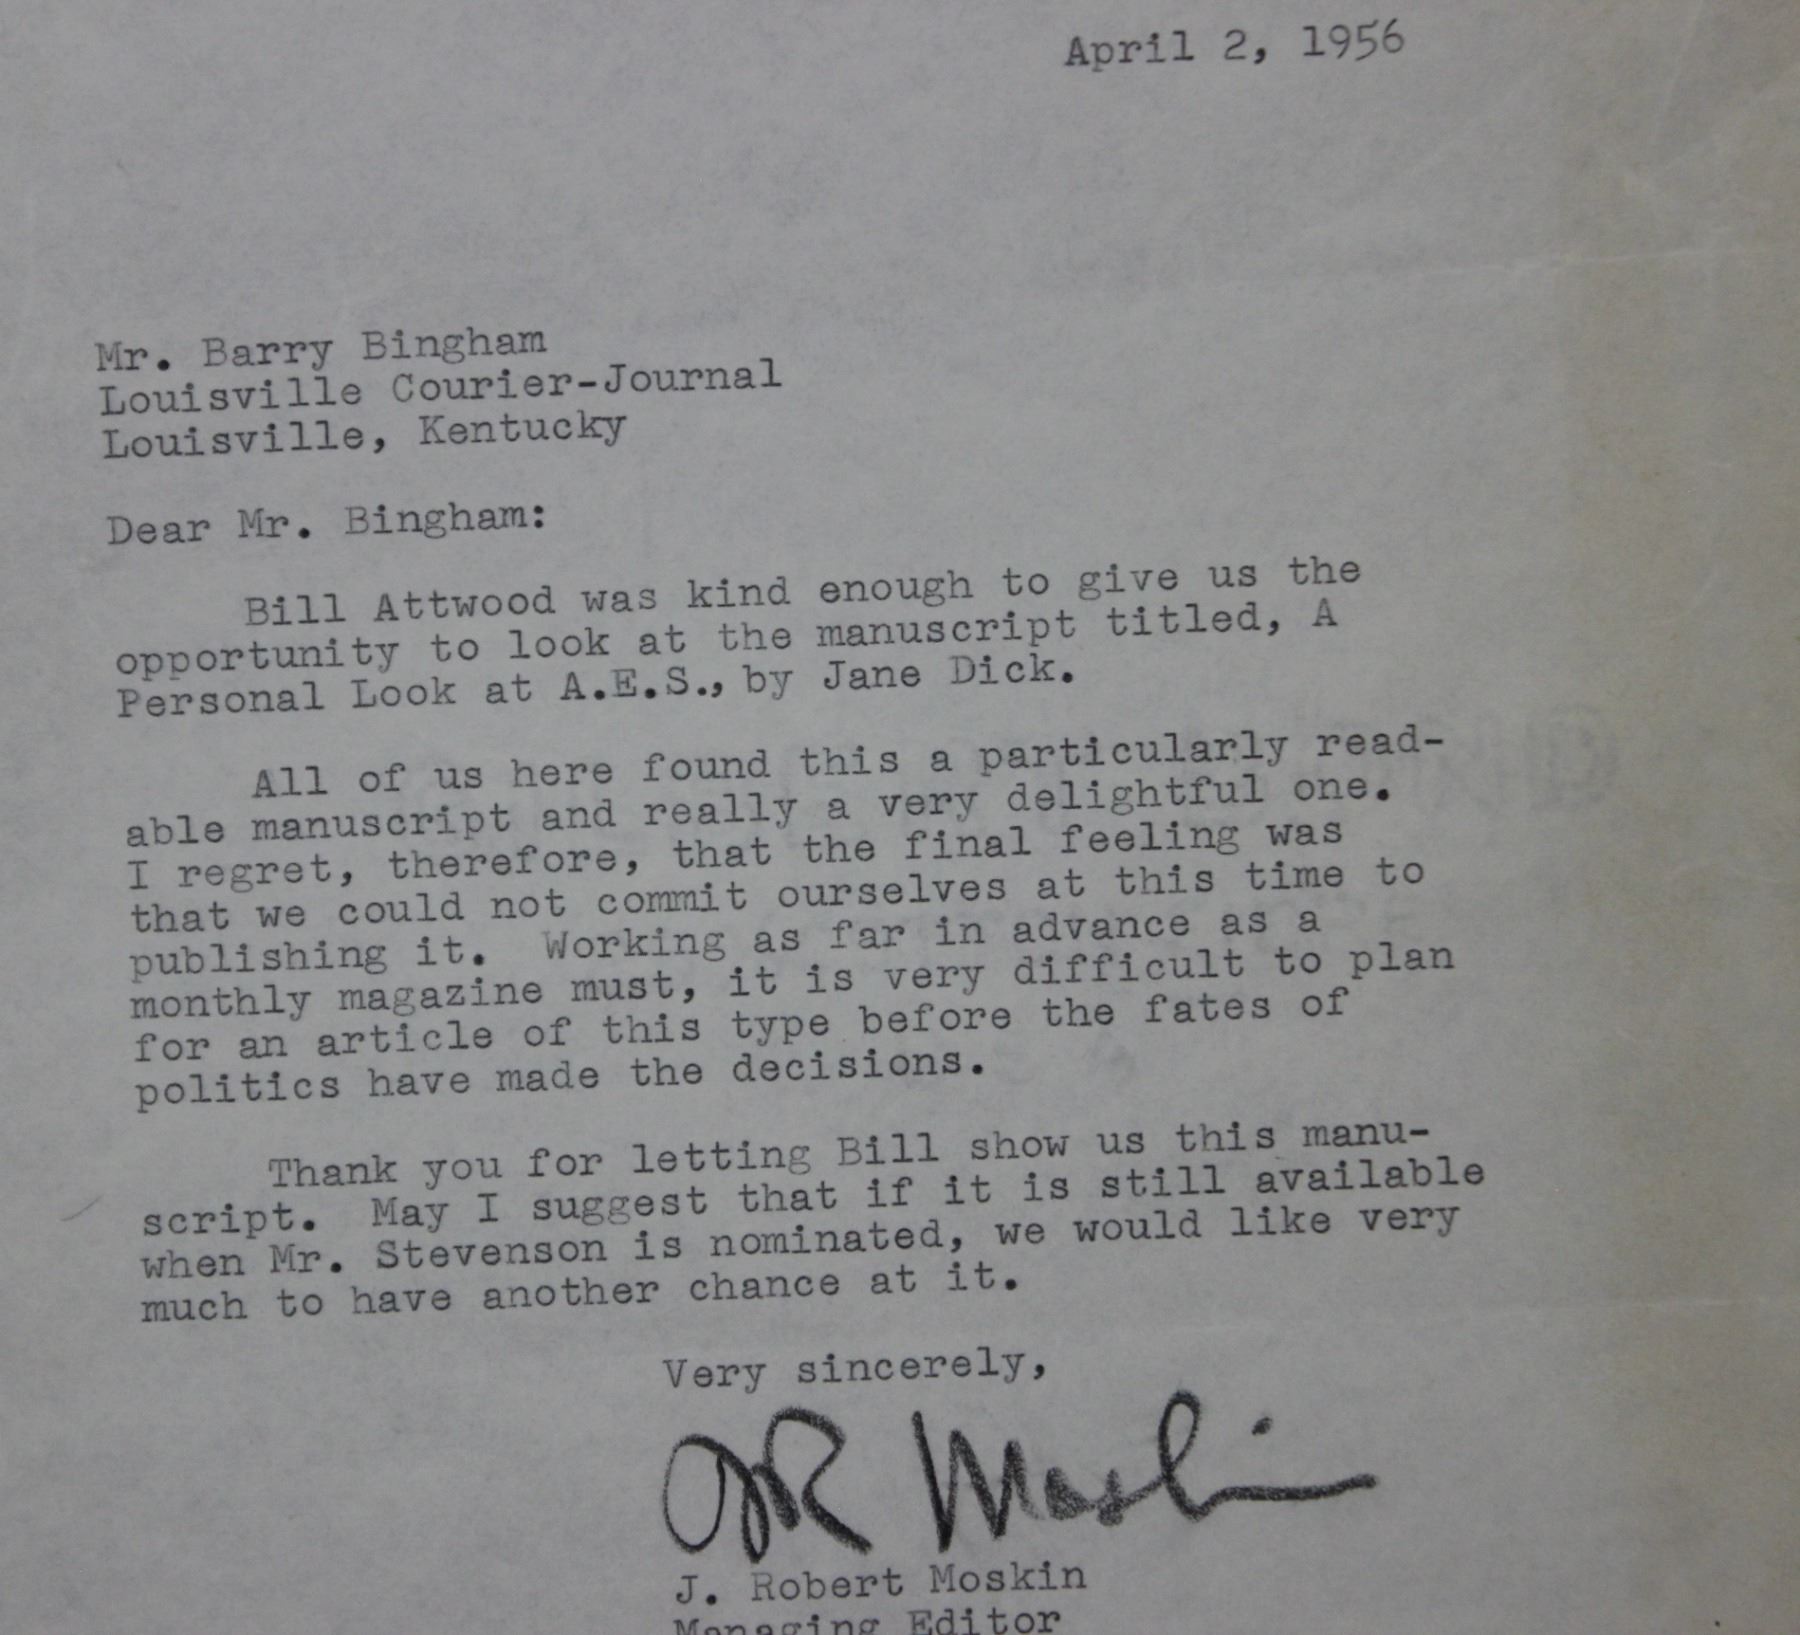 April 2, 1956
Mr. Barry Bingham
Louisville Courier-Journal
Louisville, Kentucky
Dear Mr. Bingham:
Bill Attwood was kind enough to give us the
opportunity to look at the manuscript titled, A
Personal Look at A.E.S., by Jane Dick.
All of us here found this a particularly read-
able manuscript and really a very delightful one.
I regret, therefore, that the final feeling was
that we could not commit ourselves at this time to
publishing it. Working as far in advance as a
monthly magazine must, it is very difficult to plan
for an article of this type before the fates of
politics have made the decisions.
Thank you for letting Bill show us this manu-
script. May I suggest that if it is still available
when Mr. Stevenson is nominated, we would like very
much to have another chance at it.
Very sincerely,
JR Moskin
J. Robert Moskin
Managing Editor